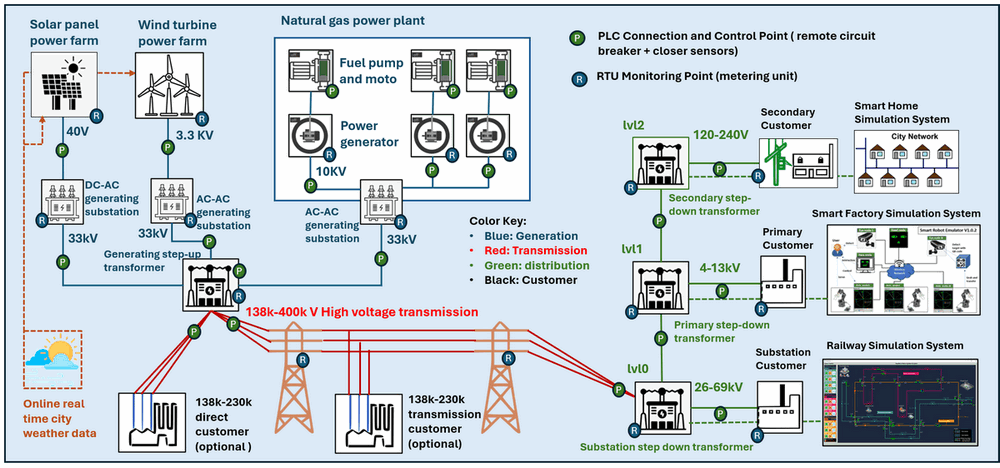 Solar panel
power farm
Wind turbine
power farm
Natural gas power plant
Fuel pump
and moto
Power
generator
P
P
P
R
R
R
R
R
40V
3.3 KV
10KV
P
P
P
P
P
DC-AC
generating
substation
AC-AC
generating
substation
AC-AC
generating
substation
R
R
R
33kV
33kV
33kV
P
P
P
Generating step-up
transformer
R
Color Key:
• Blue: Generation
• Red: Transmission
• Green: distribution
• Black: Customer
P
PLC Connection and Control Point ( remote circuit
breaker + closer sensors)
R
RTU Monitoring Point (metering unit)
138k-400k V High voltage transmission
P
P
R
R
P
138k-230k
direct
customer
(optional )
138k-230k
transmission
customer
(optional)
Online real
time city
weather data
lvl2
120-240V
P
R
R
Secondary
Customer
Smart Home
Simulation System
City Network
Secondary step-
down transformer
P
lvl1
4-13kV
P
R
R
Primary
Customer
Smart Factory Simulation System
Smart Robot Emulator V1.0.2
Primary step-down
transformer
P
lvl0
26-69kV
P
R
R
Substation
Customer
Railway Simulation System
Substation step down transformer